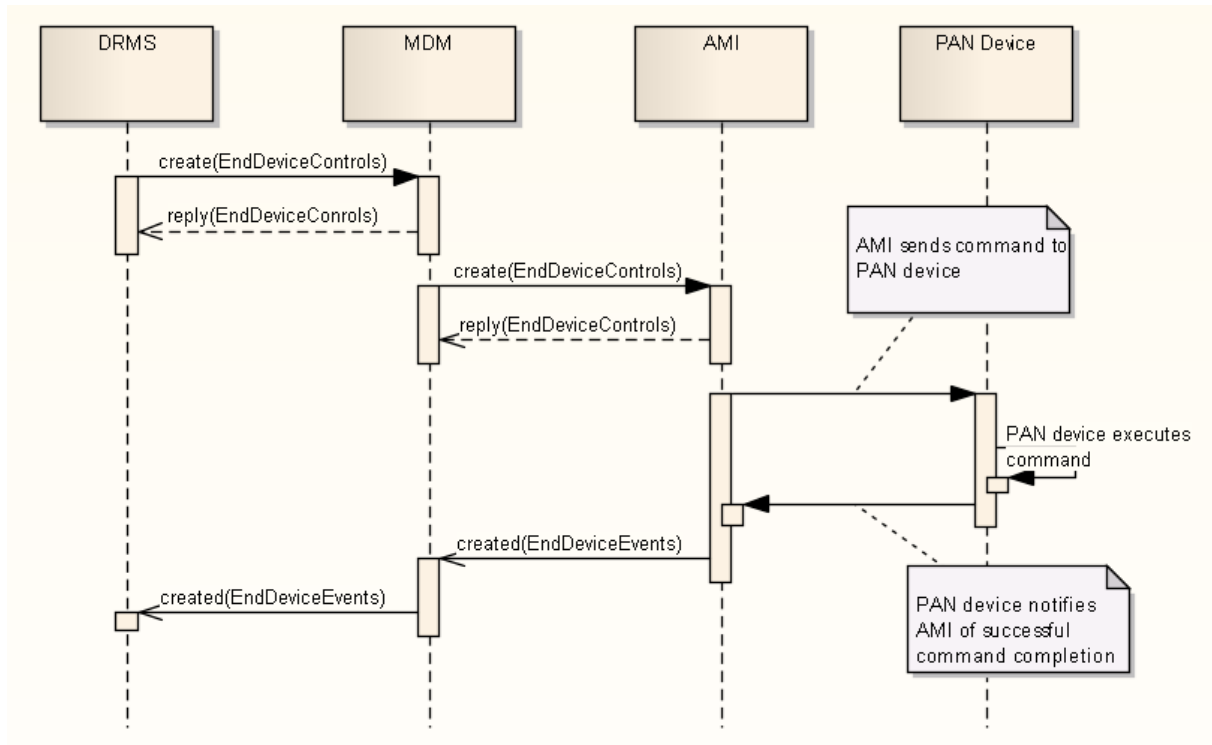 DRMS
MDM
AMI
PAN Device
create(EndDeviceControls)
reply(EndDeviceConrols)
AMI sends command to
PAN device
create(EndDeviceControls)
reply(EndDeviceControls)
PAN device executes
command
created(EndDeviceEvents)
created(EndDeviceEvents)
PAN device notifies
AMI of successful
command completion